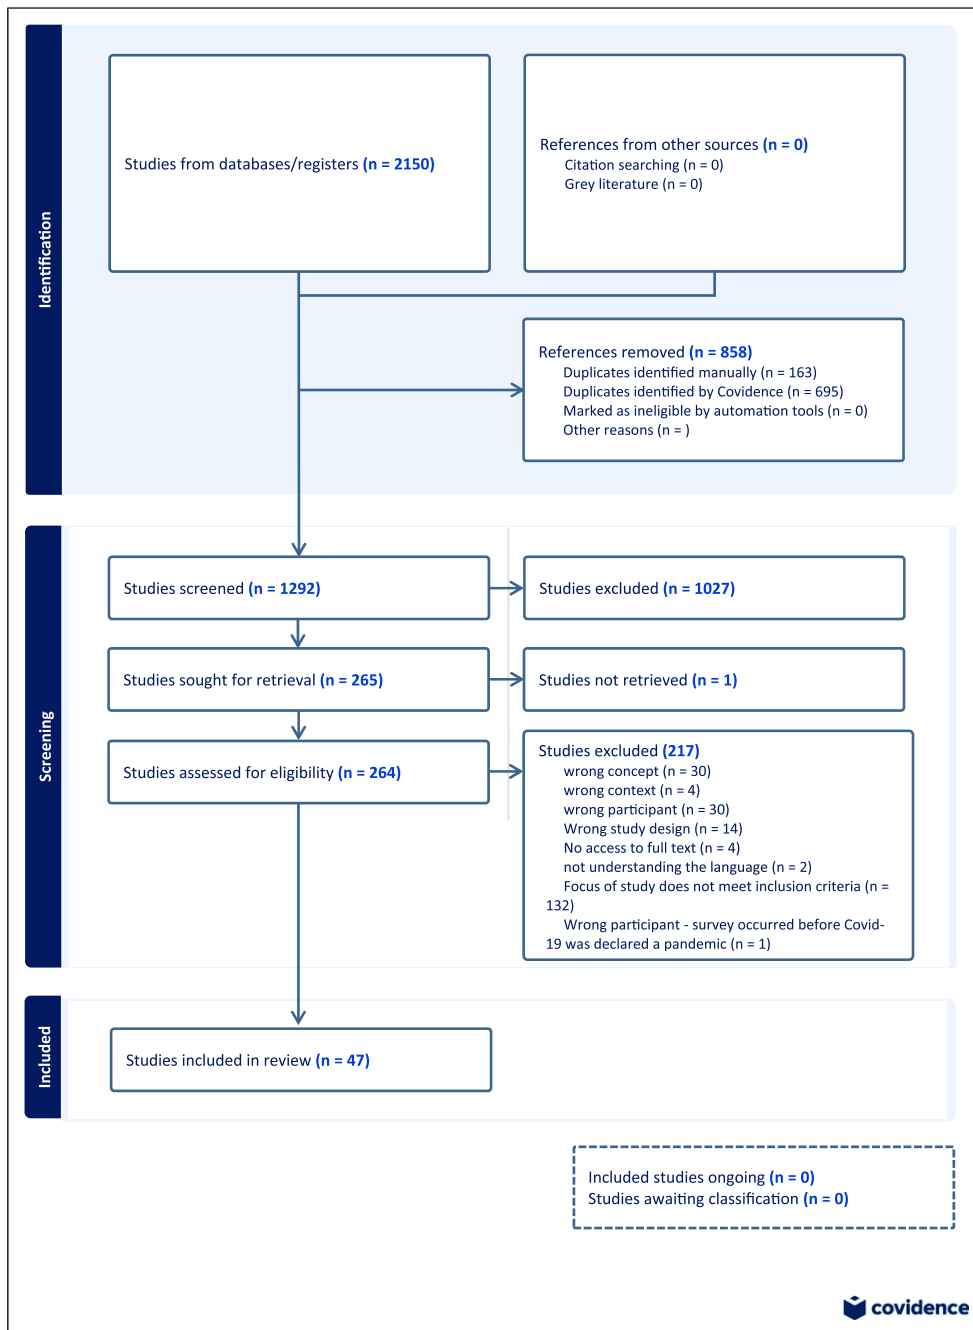 Identification
Studies from databases/registers (n = 2150)
References from other sources (n = 0)
Citation searching (n = 0)
Grey literature (n = 0)
References removed (n = 858)
Duplicates identified manually (n = 163)
Duplicates identified by Covidence (n = 695)
Marked as ineligible by automation tools (n = 0)
Other reasons (n = )
Screening
Studies screened (n = 1292)
Studies excluded (n = 1027)
Studies sought for retrieval (n = 265)
Studies not retrieved (n = 1)
Studies assessed for eligibility (n = 264)
Studies excluded (217)
wrong concept (n = 30)
wrong context (n = 4)
wrong participant (n = 30)
Wrong study design (n = 14)
No access to full text (n = 4)
not understanding the language (n = 2)
Focus of study does not meet inclusion criteria (n =
132)
Wrong participant - survey occurred before Covid-
19 was declared a pandemic (n = 1)
Included
Studies included in review (n = 47)
Included studies ongoing (n = 0)
Studies awaiting classification (n = 0)
covidence